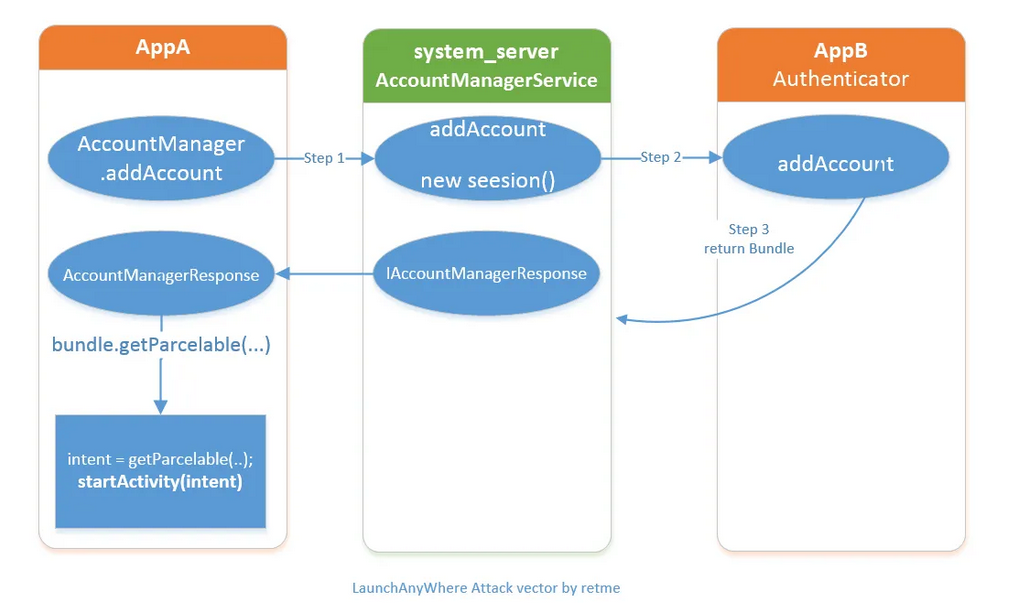 AppA
system_server
AccountManagerService
AppB
Authenticator
AccountManager
.addAccount
Step 1
addAccount
new seesion()
Step 2
addAccount
Step 3
return Bundle
AccountManagerResponse
IAccountManagerResponse
bundle.getParcelable(...)
intent = getParcelable(..);
startActivity(intent)
LaunchAnyWhere Attack vector by retme